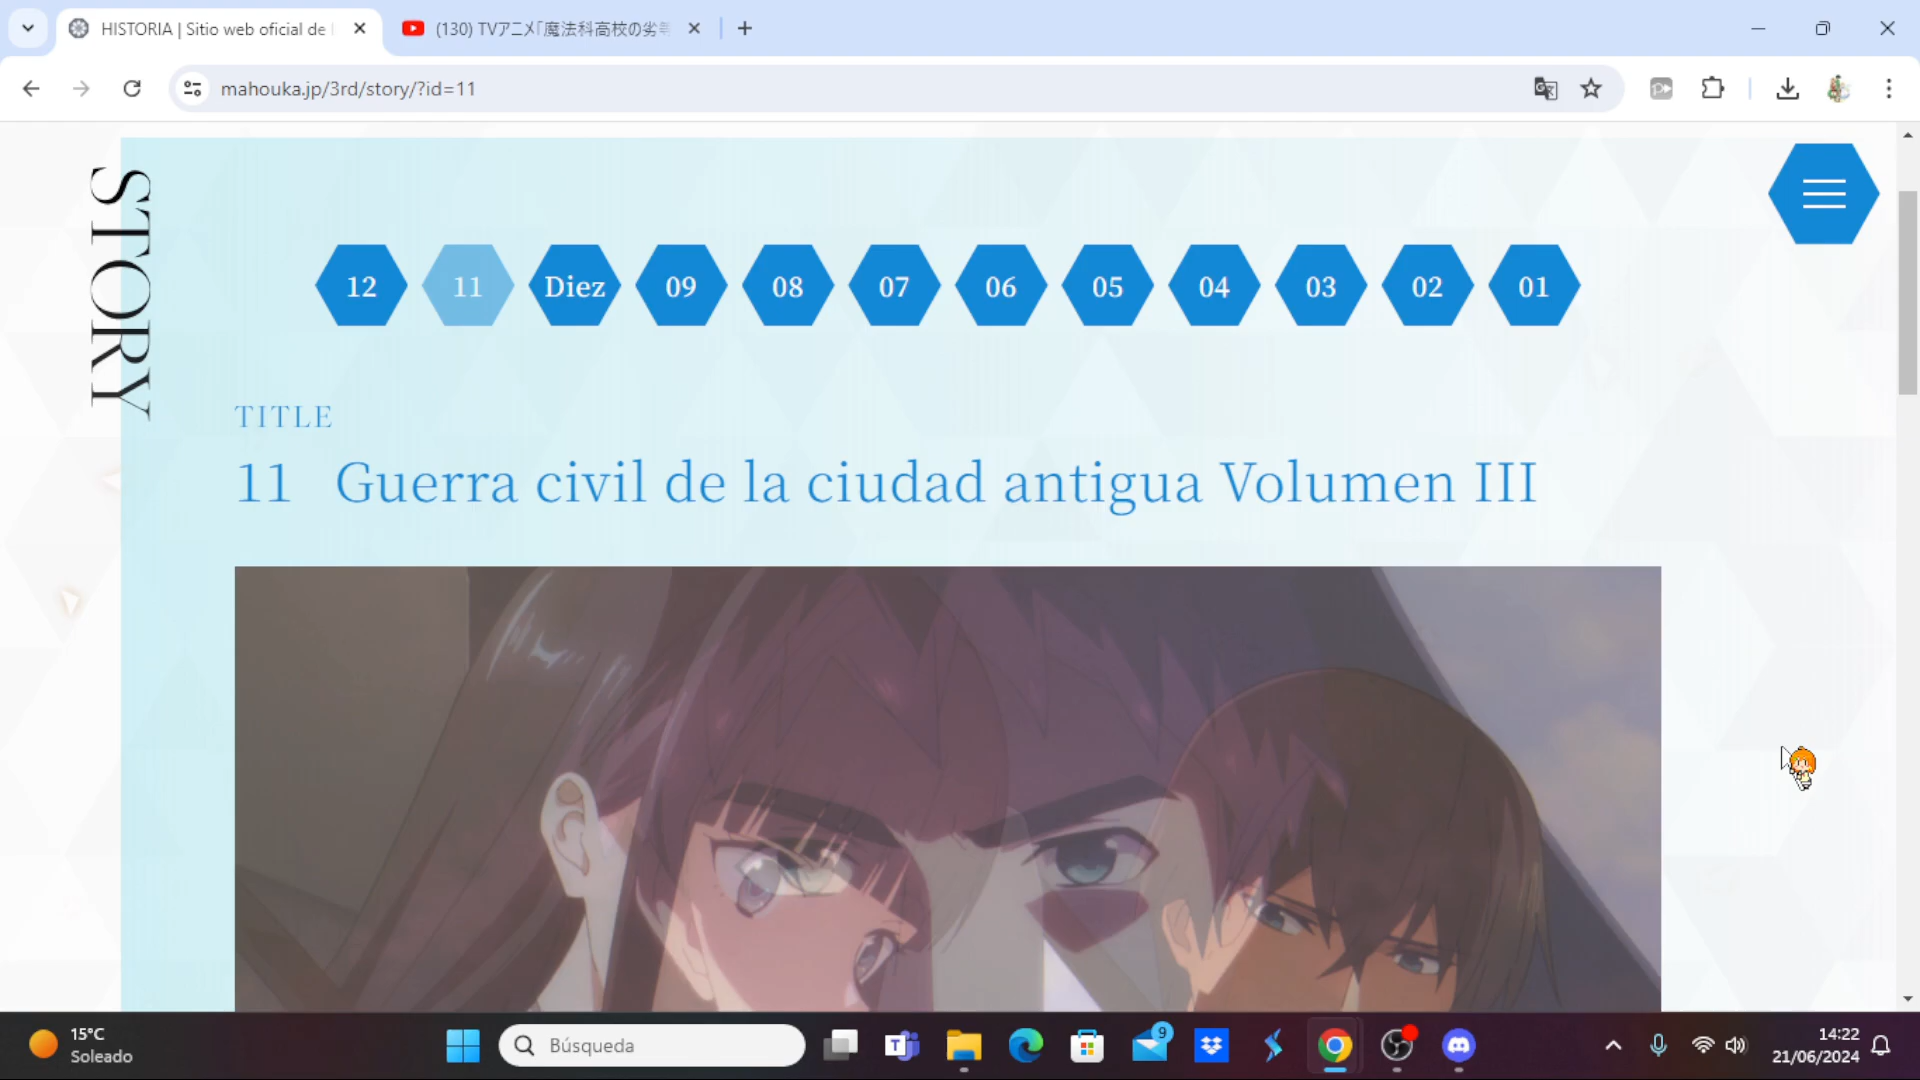 HISTORIA | Sitio web oficial de
(130) TVアニメ「魔法科高校の劣等
mahouka.jp/3rd/story/?id=11
STORY
12 11 Diez 09 08 07 06 05 04 03 02 01
TITLE
11 Guerra civil de la ciudad antigua Volumen III
15°C
Soleado
Búsqueda
9
14:22
21/06/2024